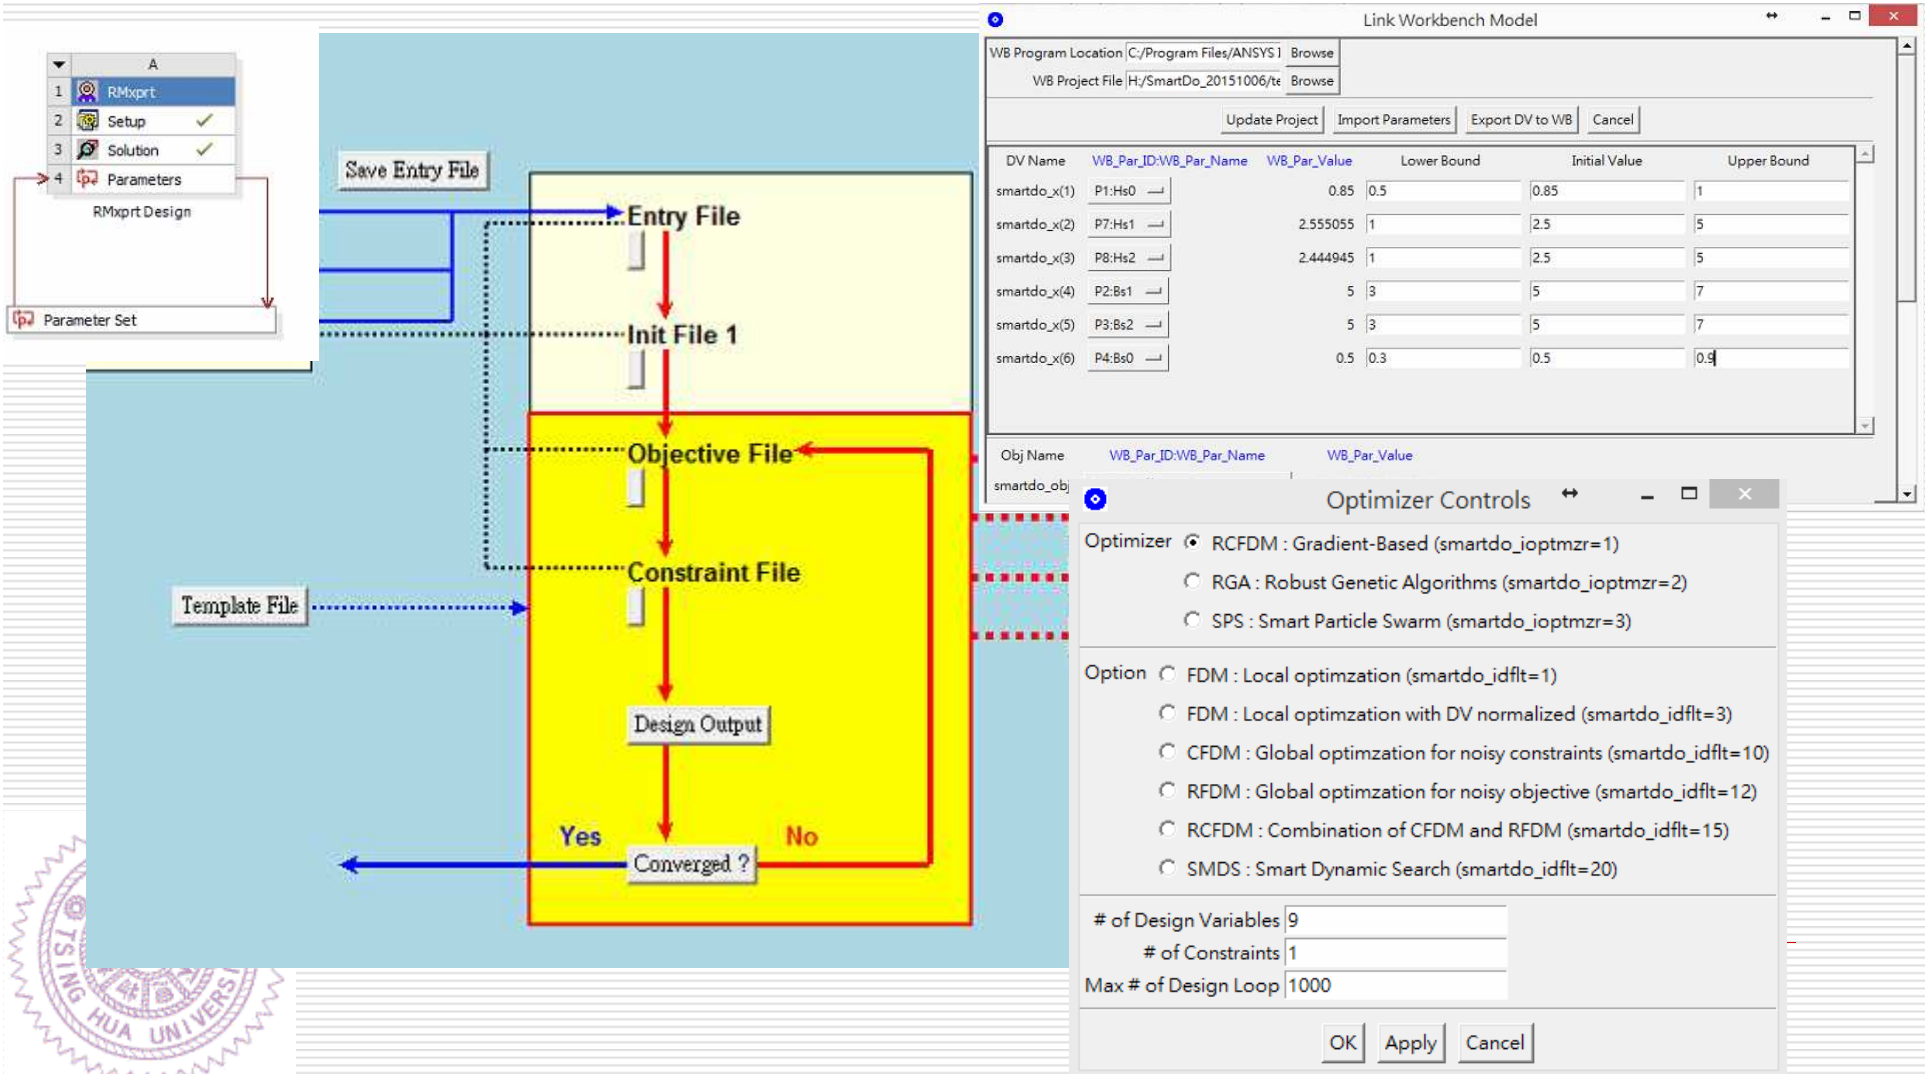 A
1 RMxprt
2 Setup
3 Solution
4 Parameters
RMxprt Design
Parameter Set
Save Entry File
Entry File
Init File 1
Objective File
Constraint File
Template File
Design Output
Yes
No
Converged ?
Link Workbench Model
WB Program Location C:/Program Files/ANSYS I Browse
WB Project File H:/SmartDo_20151006/te Browse
Update Project Import Parameters Export DV to WB Cancel
DV Name WB_Par_ID:WB_Par_Name WB_Par_Value Lower Bound Initial Value Upper Bound
smartdo_x(1) P1:Hs0 0.85 0.5 0.85 1
smartdo_x(2) P7:Hs1 2.555055 1 2.5 5
smartdo_x(3) P8:Hs2 2.444945 1 2.5 5
smartdo_x(4) P2:Bs1 5 3 5 7
smartdo_x(5) P3:Bs2 5 3 5 7
smartdo_x(6) P4:Bs0 0.5 0.3 0.5 0.9
Obj Name WB_Par_ID:WB_Par_Name WB_Par_Value
smartdo_obj
Optimizer Controls
Optimizer RCFDM : Gradient-Based (smartdo_ioptmzr=1)
RGA : Robust Genetic Algorithms (smartdo_ioptmzr=2)
SPS : Smart Particle Swarm (smartdo_ioptmzr=3)
Option FDM : Local optimzation (smartdo_idflt=1)
FDM : Local optimzation with DV normalized (smartdo_idflt=3)
CFDM : Global optimzation for noisy constraints (smartdo_idflt=10)
RFDM : Global optimzation for noisy objective (smartdo_idflt=12)
RCFDM : Combination of CFDM and RFDM (smartdo_idflt=15)
SMDS : Smart Dynamic Search (smartdo_idflt=20)
# of Design Variables 9
# of Constraints 1
Max # of Design Loop 1000
OK Apply Cancel
TSING HUA UNIVERS